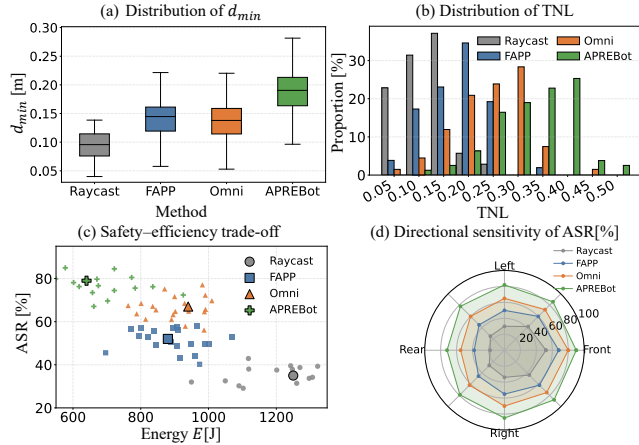 (a) Distribution of d_min
0.30
0.25
0.20
0.15
0.10
0.05
d_min [m]
Raycast FAPP Omni APREBot
Method
(b) Distribution of TNL
Raycast Omni
FAPP APREBot
30
20
10
0
Proportion [%]
0.05 0.10 0.15 0.20 0.25 0.30 0.35 0.40 0.45 0.50
TNL
(c) Safety–efficiency trade-off
Raycast
FAPP
Omni
APREBot
80
60
40
20
ASR [%]
600 800 1000 1200
Energy E[J]
(d) Directional sensitivity of ASR[%]
Raycast
FAPP
Omni
APREBot
Left
Rear
Front
Right
20 40 60 80 100